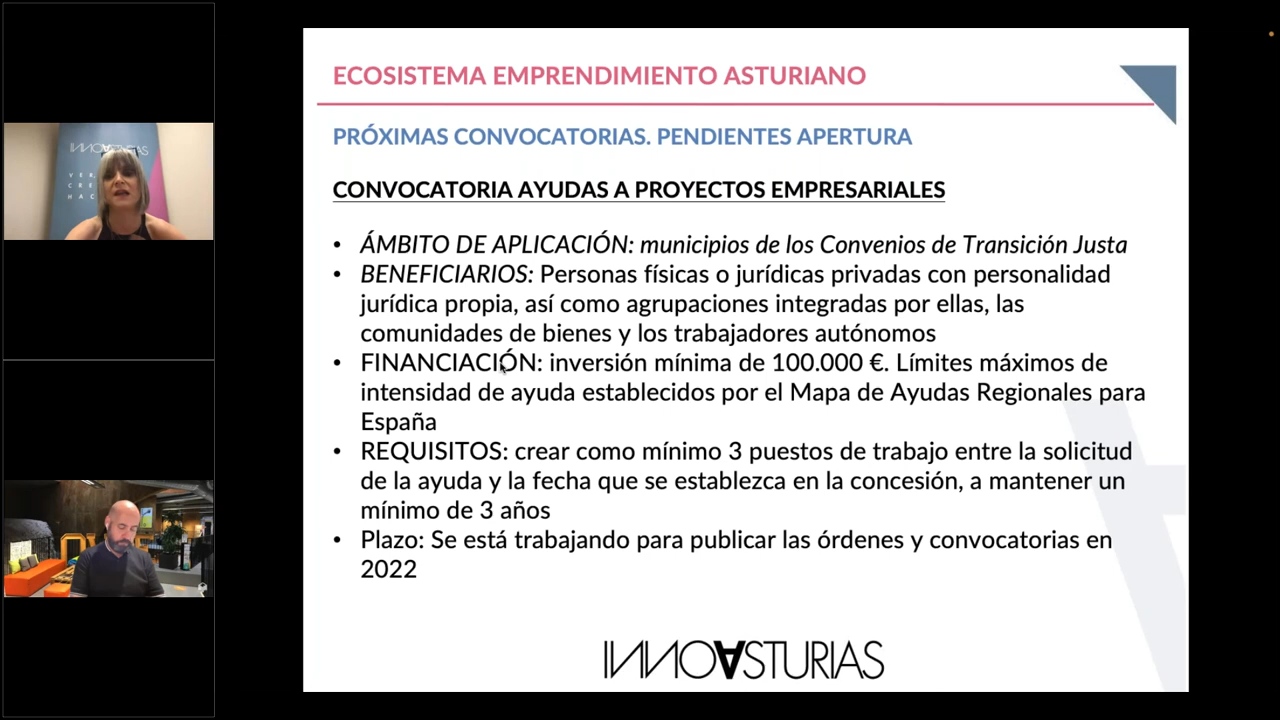 ECOSISTEMA EMPRENDIMIENTO ASTURIANO
PRÓXIMAS CONVOCATORIAS. PENDIENTES APERTURA
CONVOCATORIA AYUDAS A PROYECTOS EMPRESARIALES
• ÁMBITO DE APLICACIÓN: municipios de los Convenios de Transición Justa
• BENEFICIARIOS: Personas físicas o jurídicas privadas con personalidad
jurídica propia, así como agrupaciones integradas por ellas, las
comunidades de bienes y los trabajadores autónomos
• FINANCIACIÓN: inversión mínima de 100.000 €. Límites máximos de
intensidad de ayuda establecidos por el Mapa de Ayudas Regionales para
España
• REQUISITOS: crear como mínimo 3 puestos de trabajo entre la solicitud
de la ayuda y la fecha que se establezca en la concesión, a mantener un
mínimo de 3 años
• Plazo: Se está trabajando para publicar las órdenes y convocatorias en
2022
INNOASTURIAS